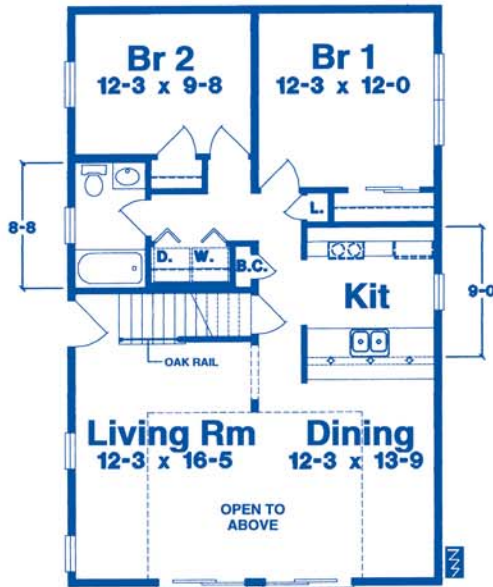 Br 2
12-3 x 9-8
Br 1
12-3 x 12-0
8-8
L.
D. W.
B.C.
Kit
9-0
OAK RAIL
Living Rm
12-3 x 16-5
Dining
12-3 x 13-9
OPEN TO
ABOVE